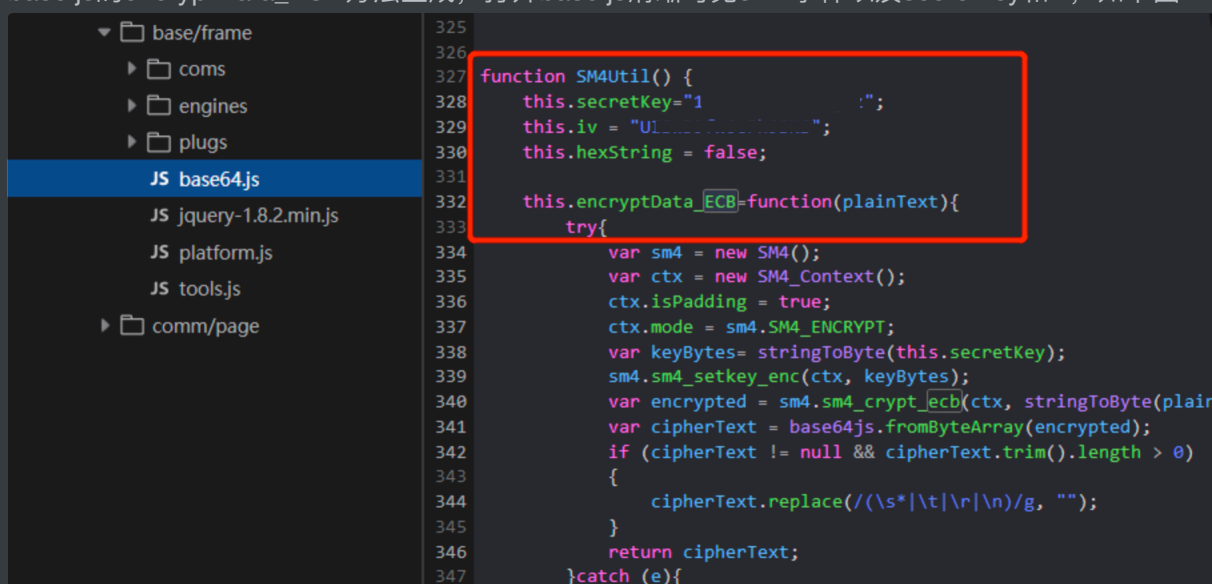 base/frame
coms
engines
plugs
JS base64.js
JS jquery-1.8.2.min.js
JS platform.js
JS tools.js
comm/page
325
326
327 function SM4Util() {
328 this.secretKey="1 ";
329 this.iv = "U ";
330 this.hexString = false;
331
332 this.encryptData_ECB=function(plainText){
333 try{
334 var sm4 = new SM4();
335 var ctx = new SM4_Context();
336 ctx.isPadding = true;
337 ctx.mode = sm4.SM4_ENCRYPT;
338 var keyBytes= stringToByte(this.secretKey);
339 sm4.sm4_setkey_enc(ctx, keyBytes);
340 var encrypted = sm4.sm4_crypt_ecb(ctx, stringToByte(plain
341 var cipherText = base64js.fromByteArray(encrypted);
342 if (cipherText != null && cipherText.trim().length > 0)
343 {
344 cipherText.replace(/(\s*|\t|\r|\n)/g, "");
345 }
346 return cipherText;
347 }catch (e){